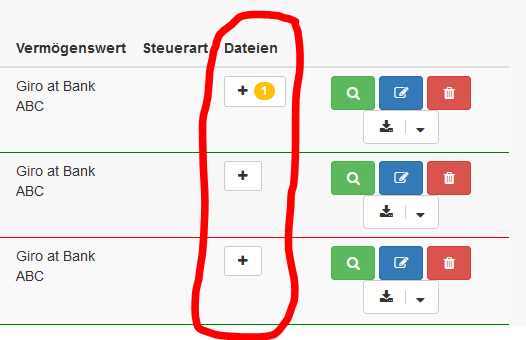 Vermögenswert Steuerart Dateien
Giro at Bank
ABC
+ 1
Giro at Bank
ABC
+
Giro at Bank
ABC
+